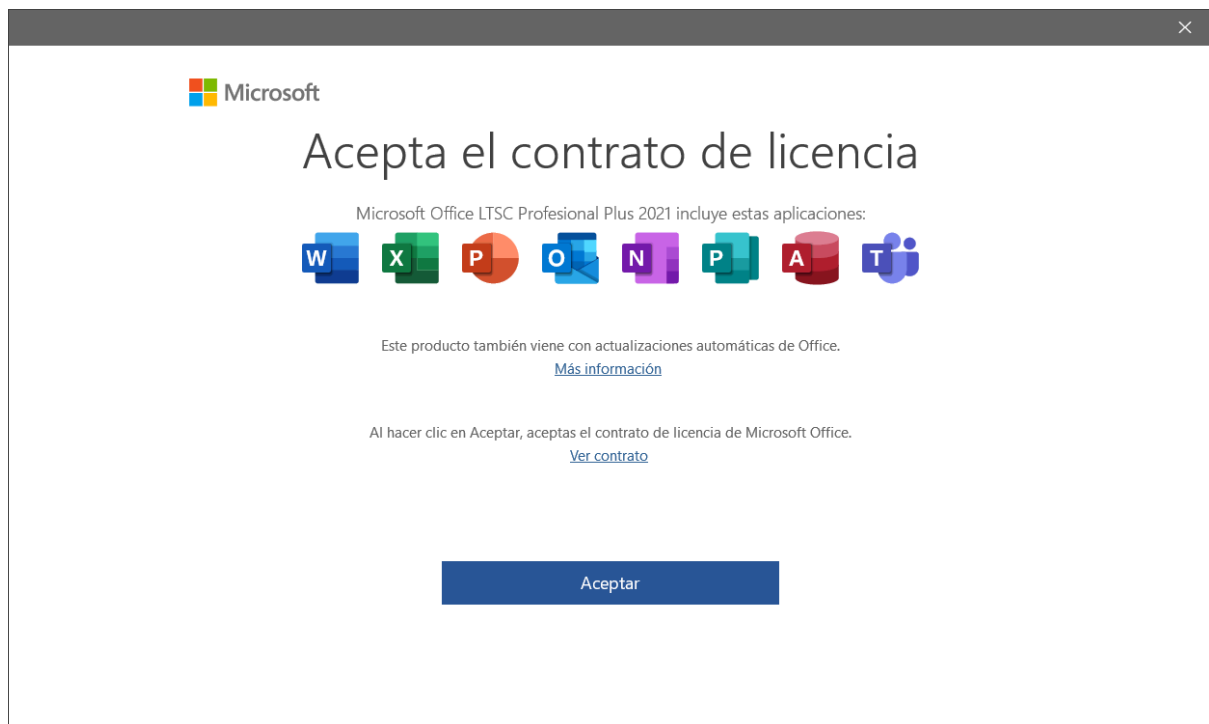 Microsoft
Acepta el contrato de licencia
Microsoft Office LTSC Profesional Plus 2021 incluye estas aplicaciones:
W X P O N P A T
Este producto también viene con actualizaciones automáticas de Office.
Más información
Al hacer clic en Aceptar, aceptas el contrato de licencia de Microsoft Office.
Ver contrato
Aceptar